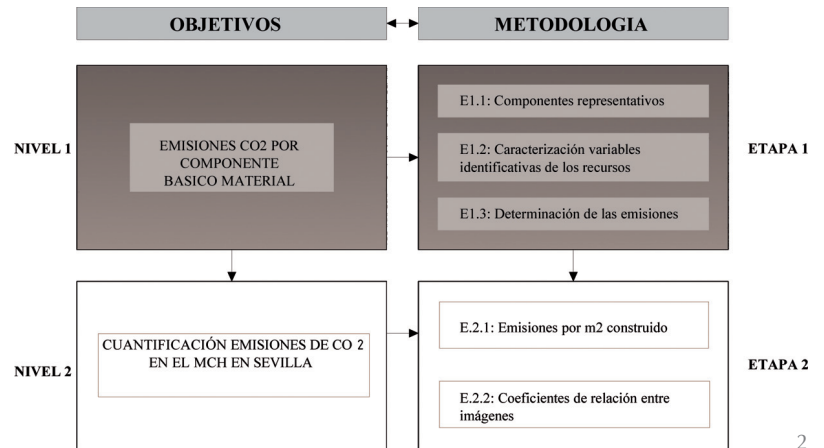 OBJETIVOS
METODOLOGIA
NIVEL 1
EMISIONES CO2 POR
COMPONENTE
BASICO MATERIAL
E1.1: Componentes representativos
E1.2: Caracterización variables
identificativas de los recursos
E1.3: Determinación de las emisiones
ETAPA 1
NIVEL 2
CUANTIFICACIÓN EMISIONES DE CO 2
EN EL MCH EN SEVILLA
E.2.1: Emisiones por m2 construido
E.2.2: Coeficientes de relación entre
imágenes
ETAPA 2
2